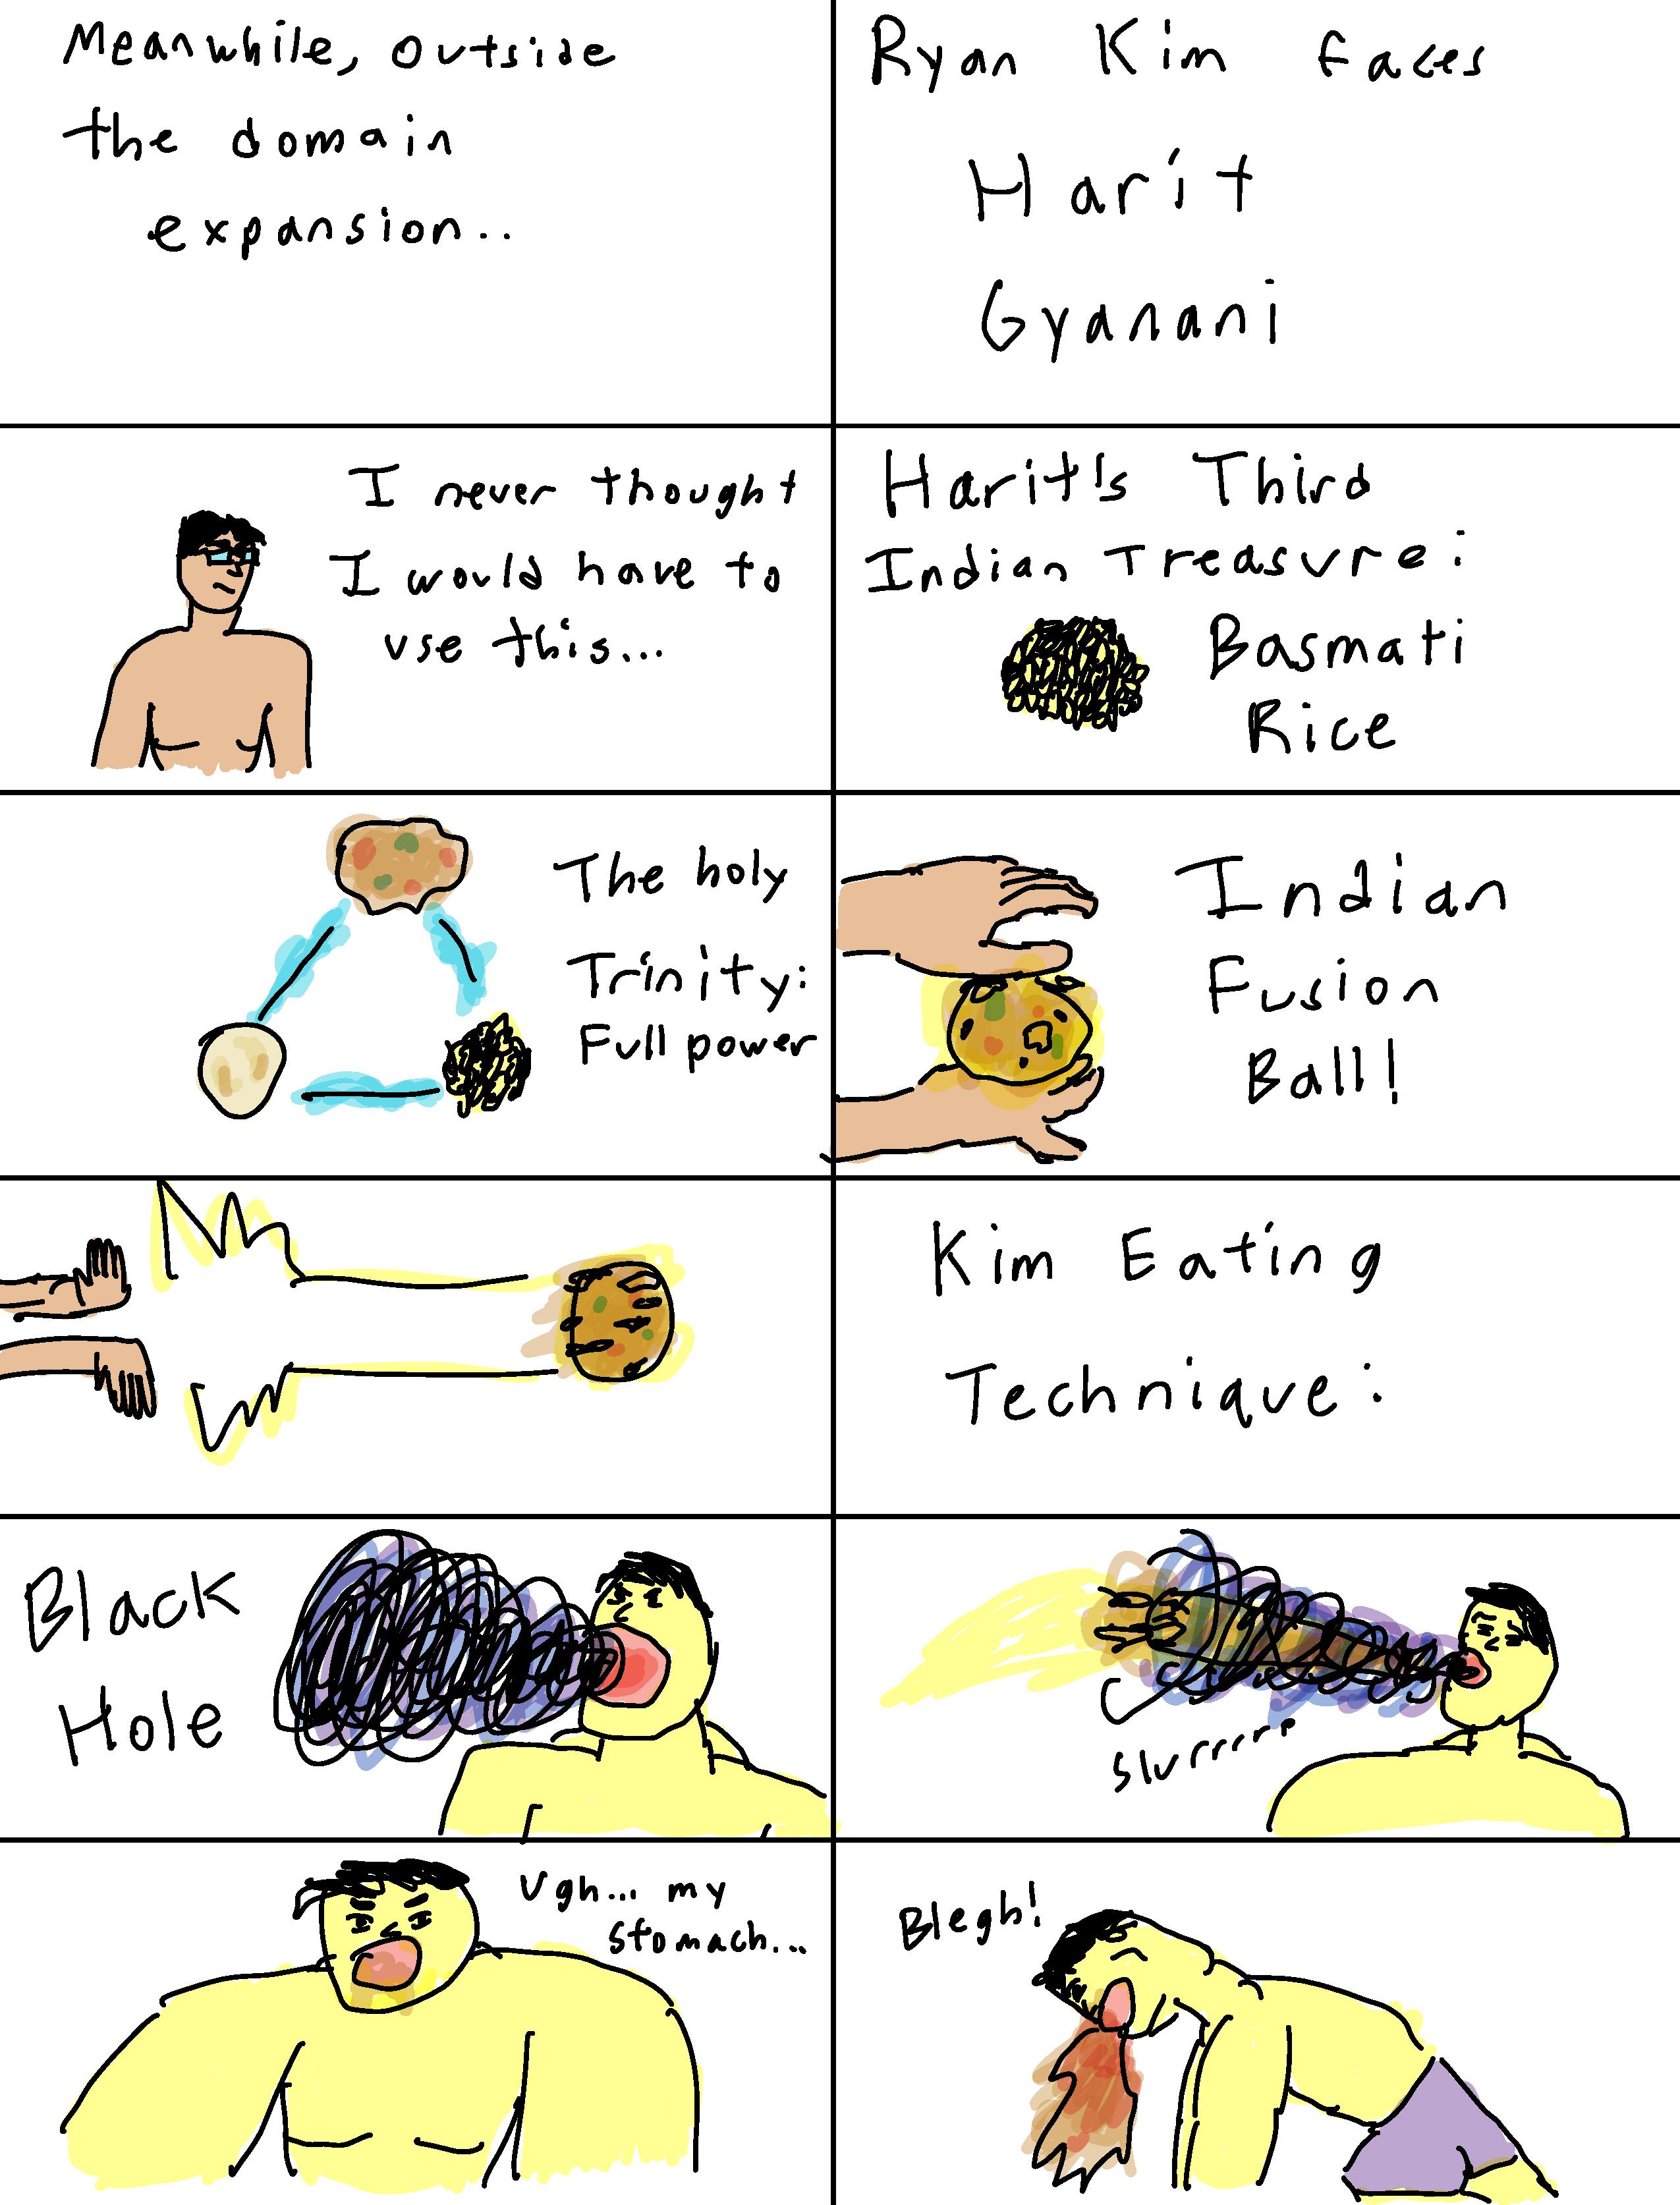 Meanwhile, outside
the domain
expansion..
Ryan Kim faces
Harit
Gyanani
I never thought
I would have to
use this...
Harit's Third
Indian Treasure:
Basmati
Rice
The holy
Trinity:
Full power
Indian
Fusion
Ball!
Kim Eating
Technique:
Black
Hole
slurrrrp
Ugh... my
stomach...
Blegh!